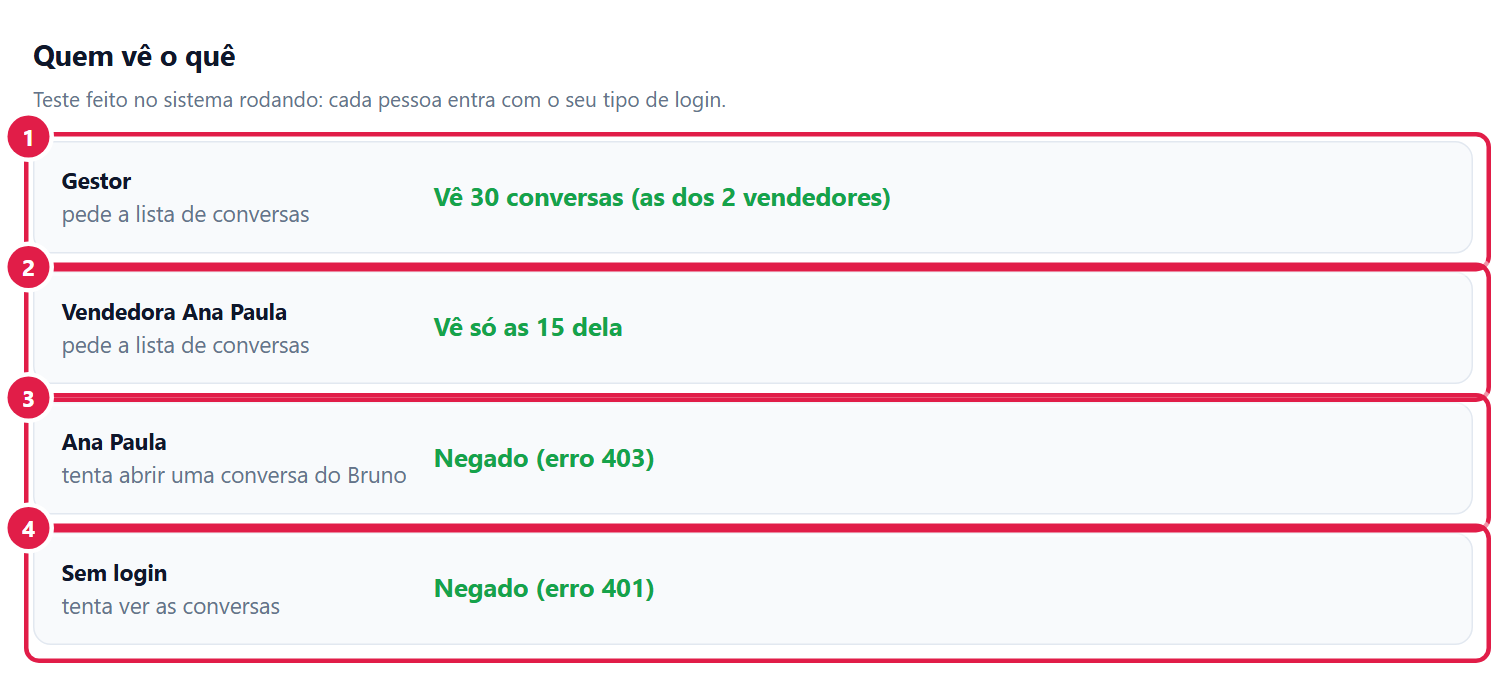 Quem vê o quê
Teste feito no sistema rodando: cada pessoa entra com o seu tipo de login.
1
Gestor
pede a lista de conversas
Vê 30 conversas (as dos 2 vendedores)
2
Vendedora Ana Paula
pede a lista de conversas
Vê só as 15 dela
3
Ana Paula
tenta abrir uma conversa do Bruno
Negado (erro 403)
4
Sem login
tenta ver as conversas
Negado (erro 401)